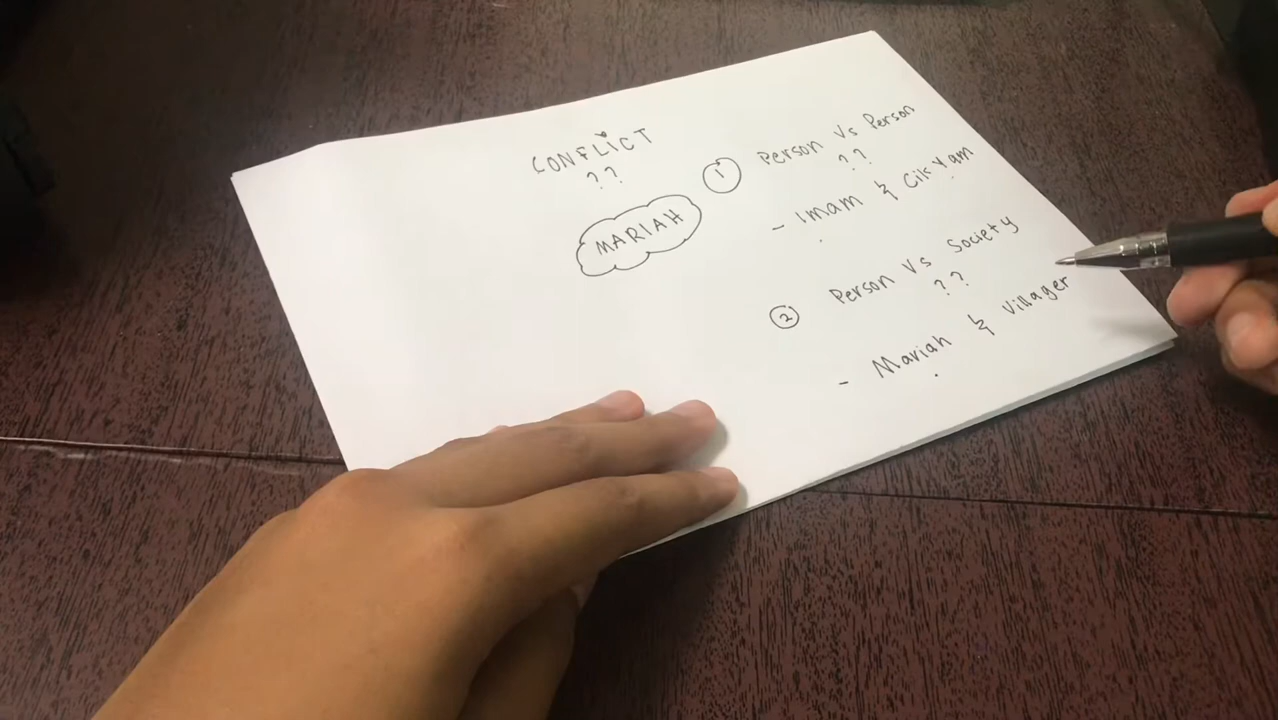 CONFLICT
??
MARIAH
1 Person Vs Person
??
- Imam & Cik Yam
2 Person Vs Society
??
- Mariah & Villager